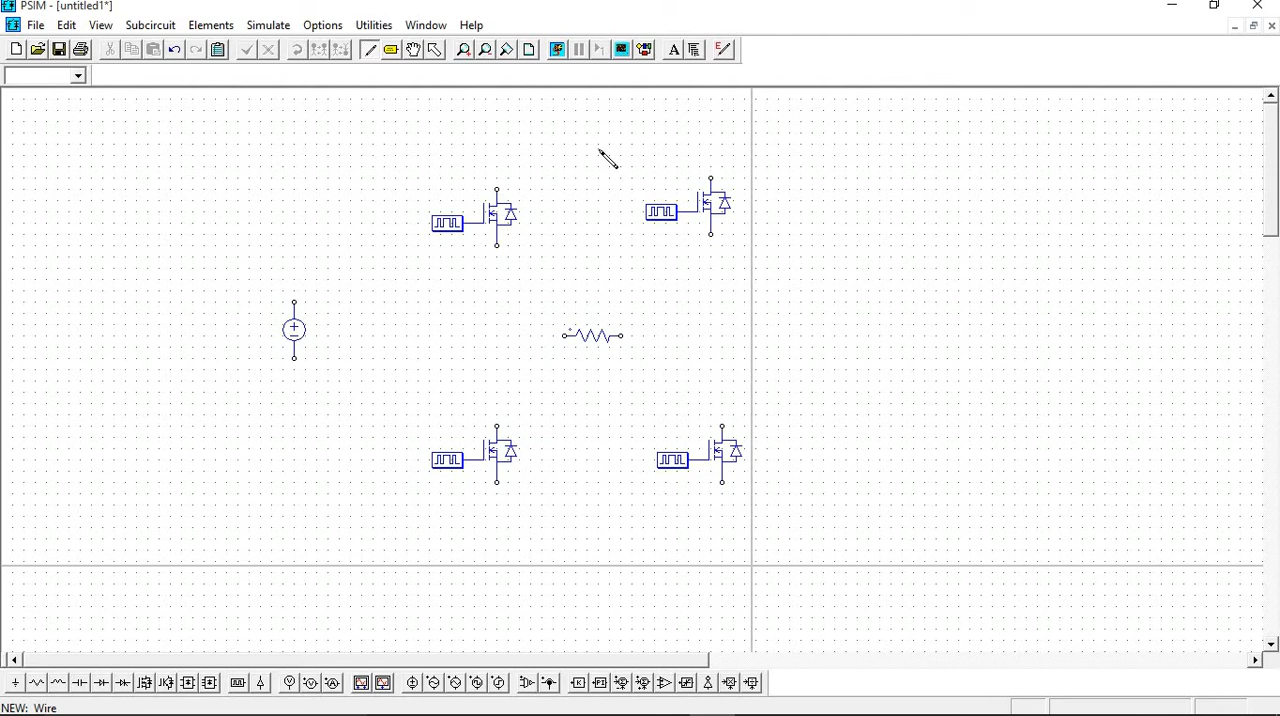 PSIM - [untitled1*]
File Edit View Subcircuit Elements Simulate Options Utilities Window Help
NEW: Wire